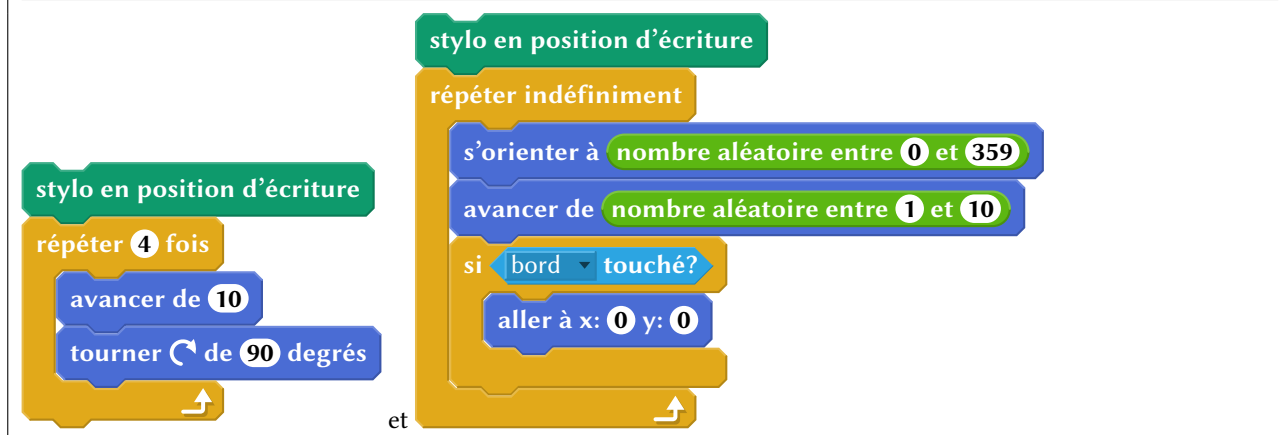 stylo en position d'écriture
répéter 4 fois
avancer de 10
tourner de 90 degrés
et
stylo en position d'écriture
répéter indéfiniment
s'orienter à nombre aléatoire entre 0 et 359
avancer de nombre aléatoire entre 1 et 10
si bord touché?
aller à x: 0 y: 0